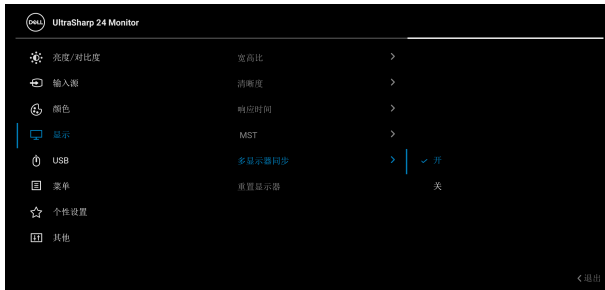 DELL UltraSharp 24 Monitor
亮度/对比度 宽高比
输入源 清晰度
颜色 响应时间
显示 MST
USB 多显示器同步 开
菜单 重置显示器 关
个性设置
其他
退出